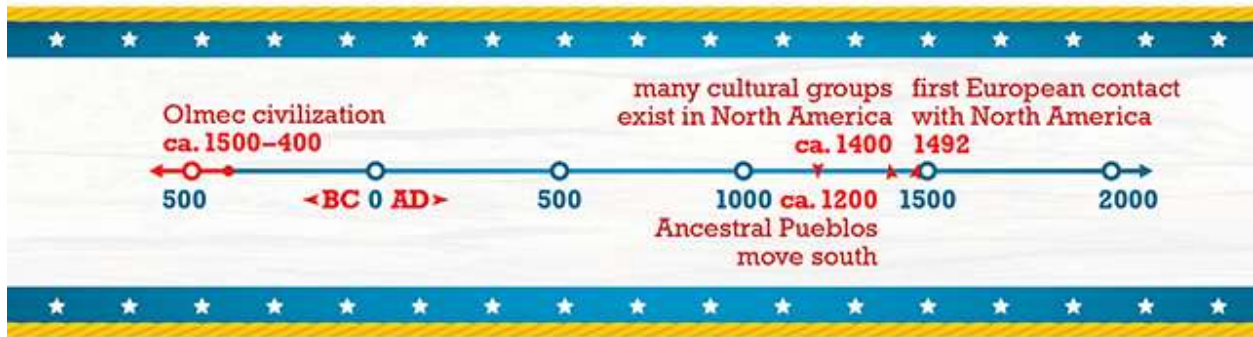 many cultural groups
exist in North America
ca. 1400
first European contact
with North America
1492
Olmec civilization
ca. 1500–400
500
◄BC 0 AD►
500
1000
ca. 1200
1500
2000
Ancestral Pueblos
move south